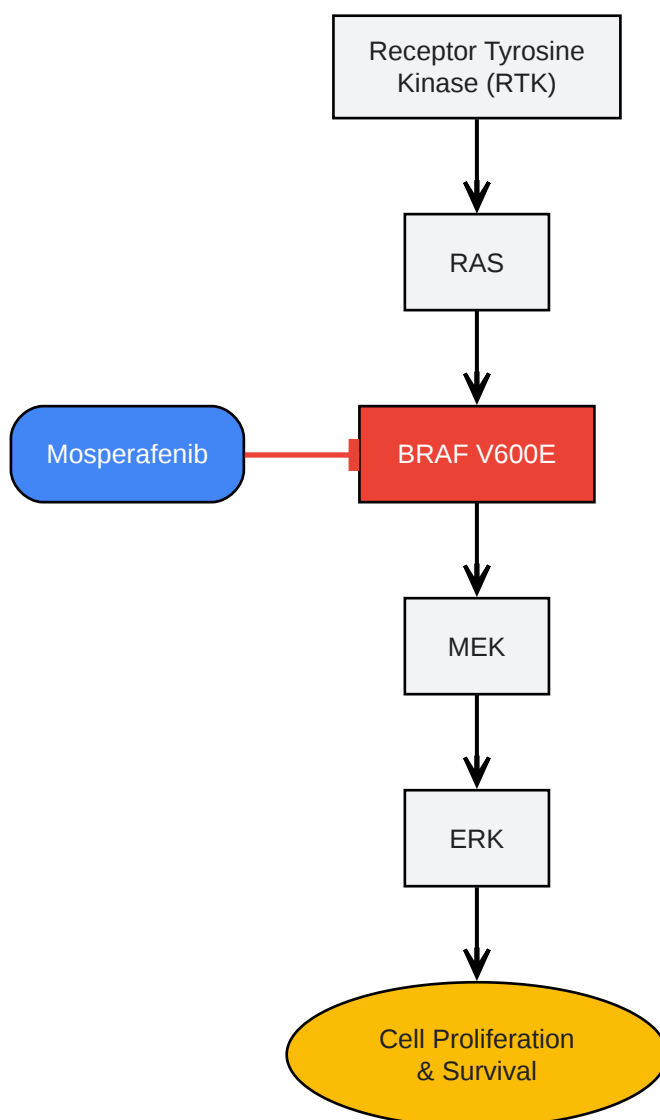 Receptor Tyrosine
Kinase (RTK)
RAS
Mosperafenib
BRAF V600E
MEK
ERK
Cell Proliferation
& Survival